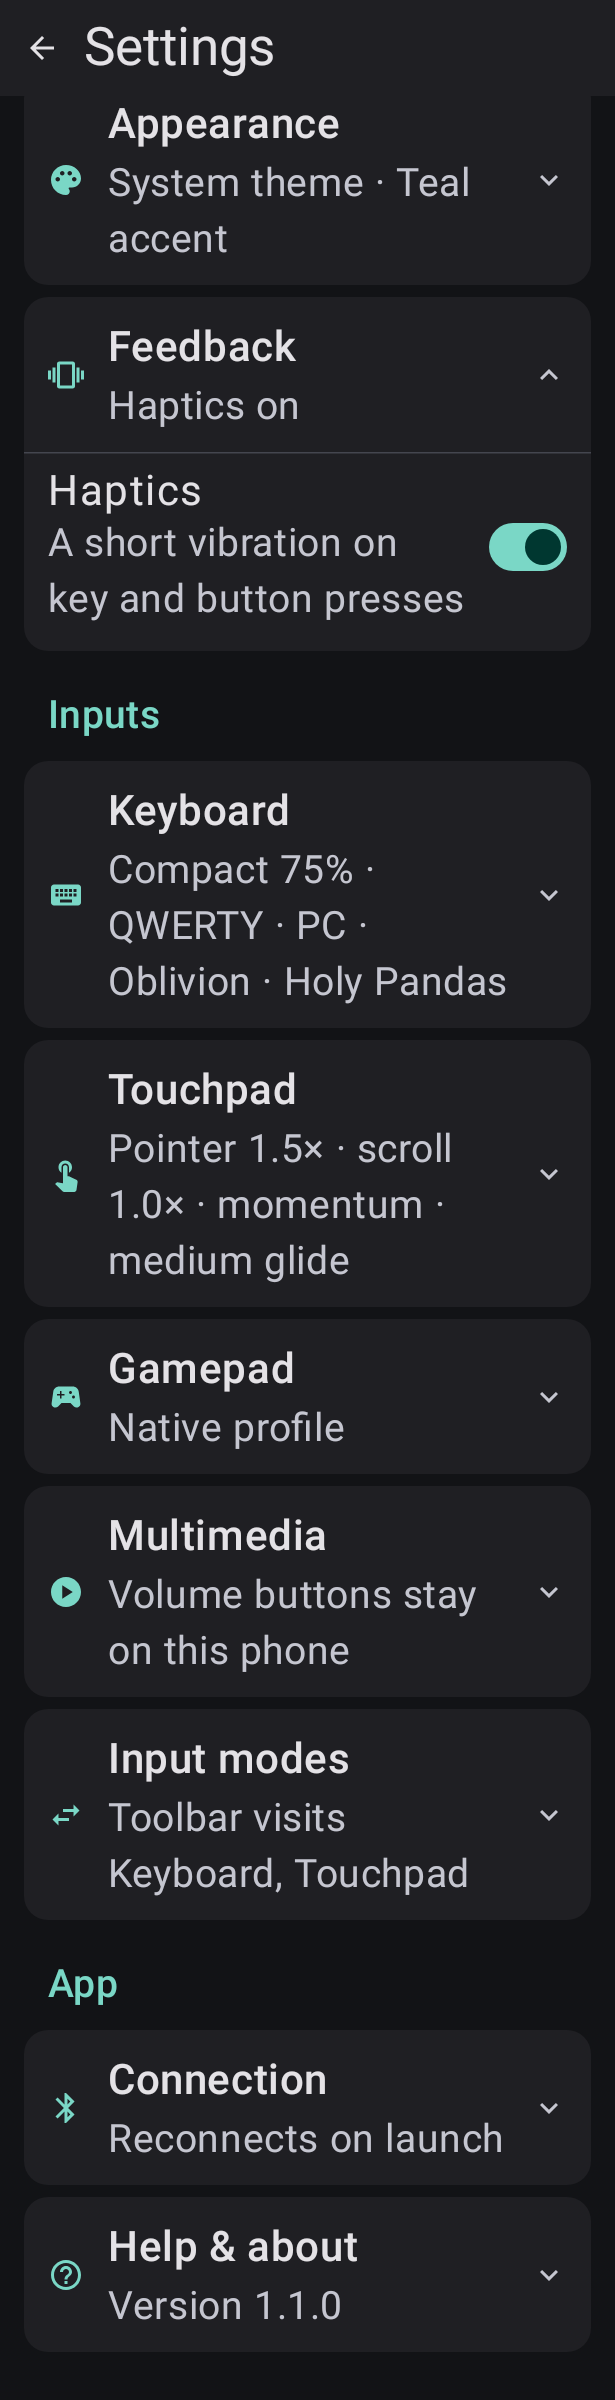 Settings
Appearance
System theme · Teal
accent
Feedback
Haptics on
Haptics
A short vibration on
key and button presses
Inputs
Keyboard
Compact 75% ·
QWERTY · PC ·
Oblivion · Holy Pandas
Touchpad
Pointer 1.5× · scroll
1.0× · momentum ·
medium glide
Gamepad
Native profile
Multimedia
Volume buttons stay
on this phone
Input modes
Toolbar visits
Keyboard, Touchpad
App
Connection
Reconnects on launch
Help & about
Version 1.1.0